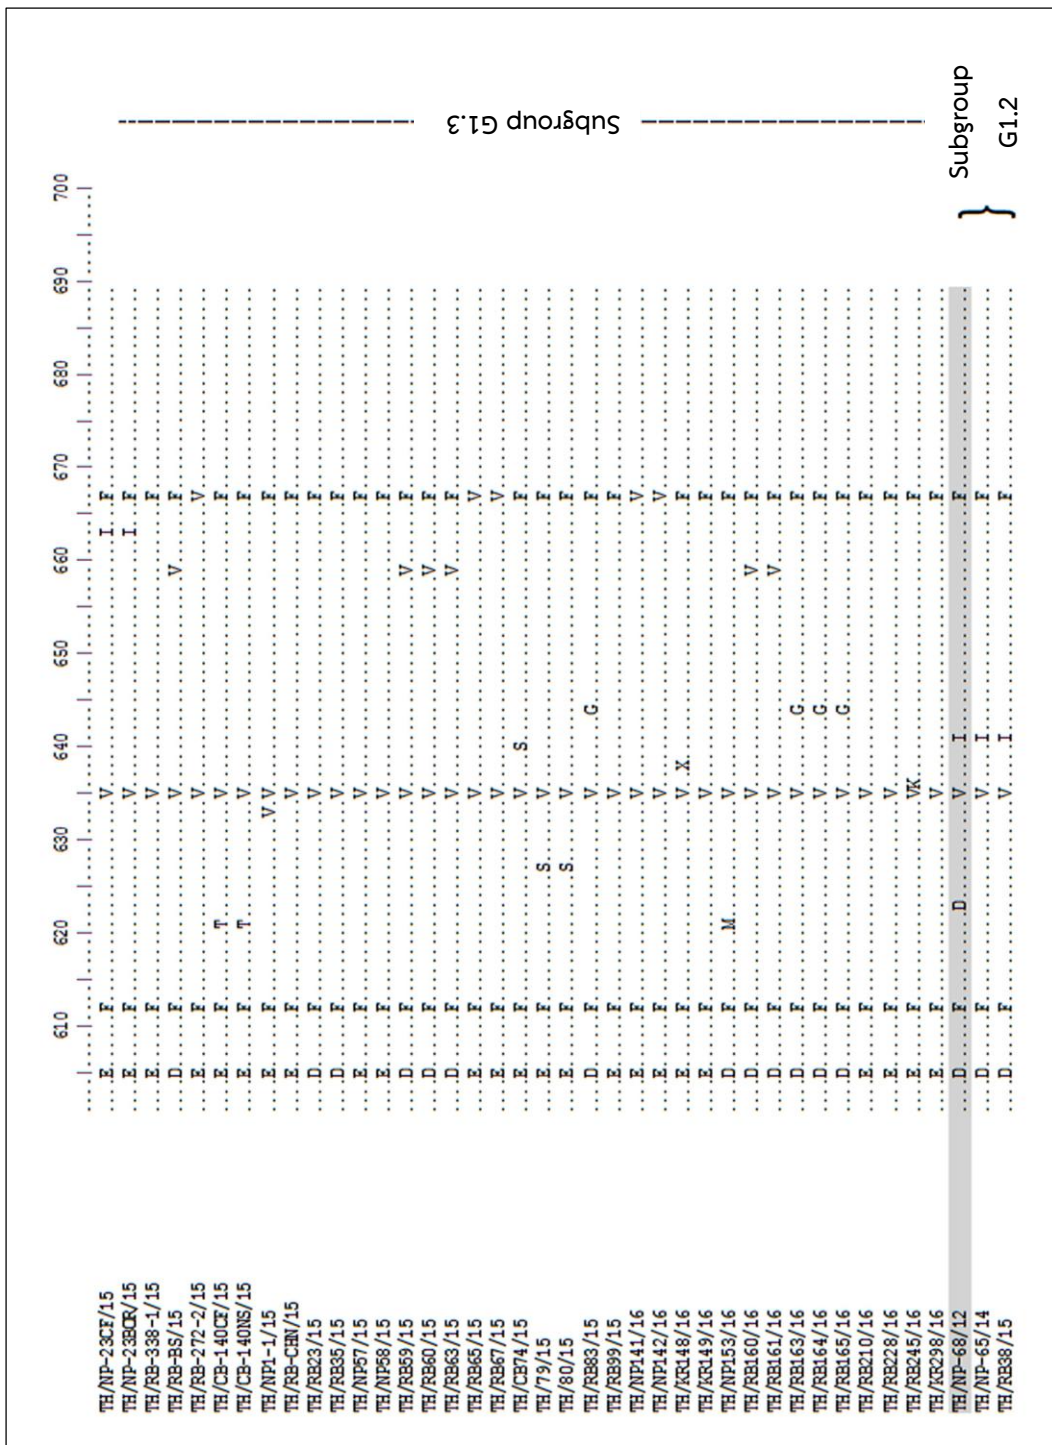 610 620 630 640 650 660 670 680 690 700
TH/NP-23CF/15 ....E......F......V......I...F......
TH/NP-23BCR/15 ....E......F......V......I...F......
TH/RB-338-1/15 ....E......F......V......F......
TH/RB-BS/15 ....D......F......V......V.......F......
TH/RB-272-2/15 ....E......F......V......V......
TH/CB-140CF/15 ....E......F........T......V......F......
TH/CB-140NS/15 ....E......F........T......V......F......
TH/NP1-1/15 ....E......F......V.V......F......
TH/RB-CHN/15 ....E......F......V......F......
TH/RB23/15 ....D......F......V......F......
TH/RB35/15 ....D......F......V......F......
TH/NP57/15 ....E......F......V......F......
TH/NP58/15 ....E......F......V......F......
TH/RB59/15 ....D......F......V......V.......F......
TH/RB60/15 ....D......F......V......V.......F......
TH/RB63/15 ....D......F......V......V.......F......
TH/RB65/15 ....E......F......V......V......
TH/RB67/15 ....E......F......V......V......
TH/CB74/15 ....E......F......V....S......F......
TH/79/15 ....E......F......S.......V......F......
TH/80/15 ....E......F......S.......V......F......
TH/RB83/15 ....D......F......V........G......F......
TH/RB99/15 ....E......F......V......F......
TH/NP141/16 ....E......F......V......V......
TH/NP142/16 ....E......F......V......V......
TH/KR148/16 ....E......F......V..X......F......
TH/KR149/16 ....E......F......V......F......
TH/NP153/16 ....D......F........M......V......F......
TH/RB160/16 ....D......F......V......V.......F......
TH/RB161/16 ....D......F......V......V.......F......
TH/RB163/16 ....D......F......V........G......F......
TH/RB164/16 ....D......F......V........G......F......
TH/RB165/16 ....D......F......V........G......F......
TH/RB210/16 ....E......F......V......F......
TH/RB228/16 ....E......F......V......F......
TH/RB245/16 ....E......F......VK......F......
TH/KR298/16 ....E......F......V......F......
TH/NP-68/12 ....D......F..........D......V.....I......F......
TH/NP-65/14 ....D......F......V.....I......F......
TH/RB38/15 ....D......F......V.....I......F......
Subgroup G1.3
Subgroup
G1.2